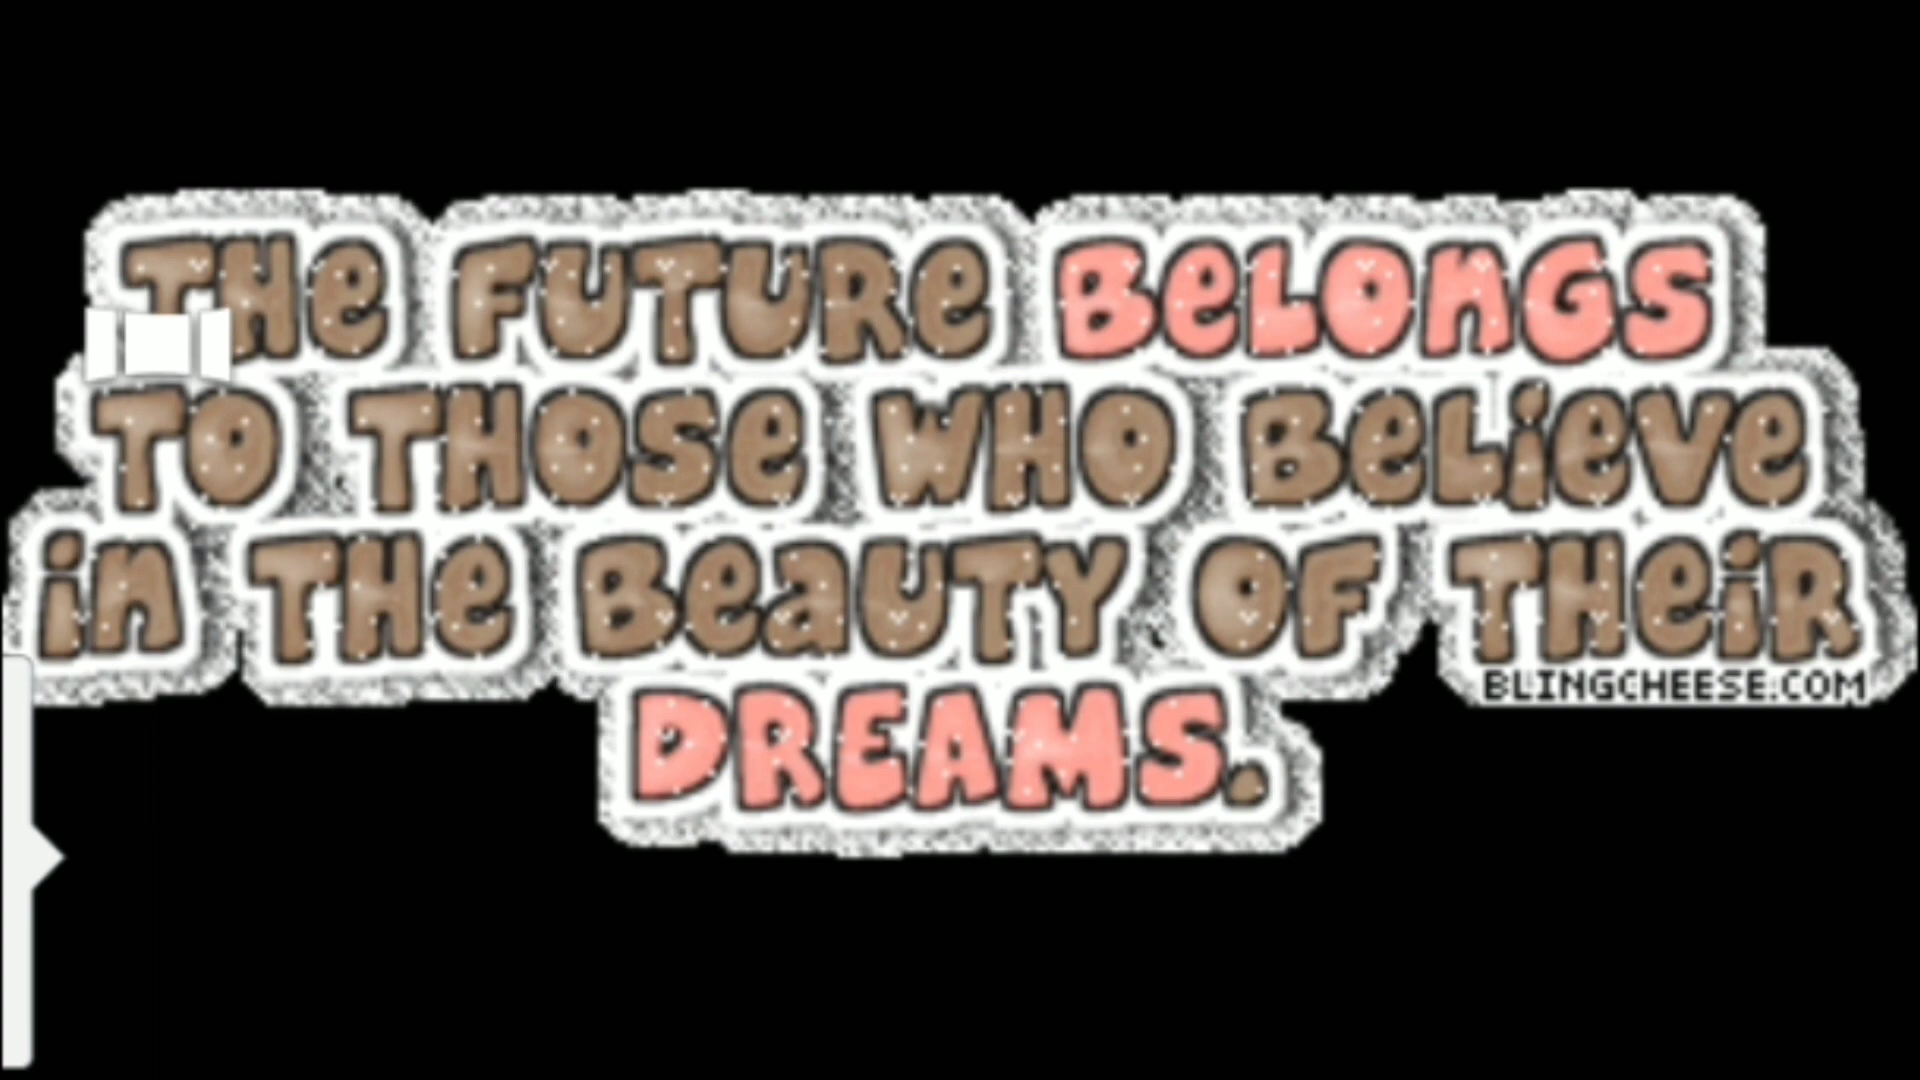 THe FUTURe BeLOnGS
TO THOSe WHO BeLieve
in THe BeaUTY OF THeiR
BLINGCHEESE.COM
DREAMS.